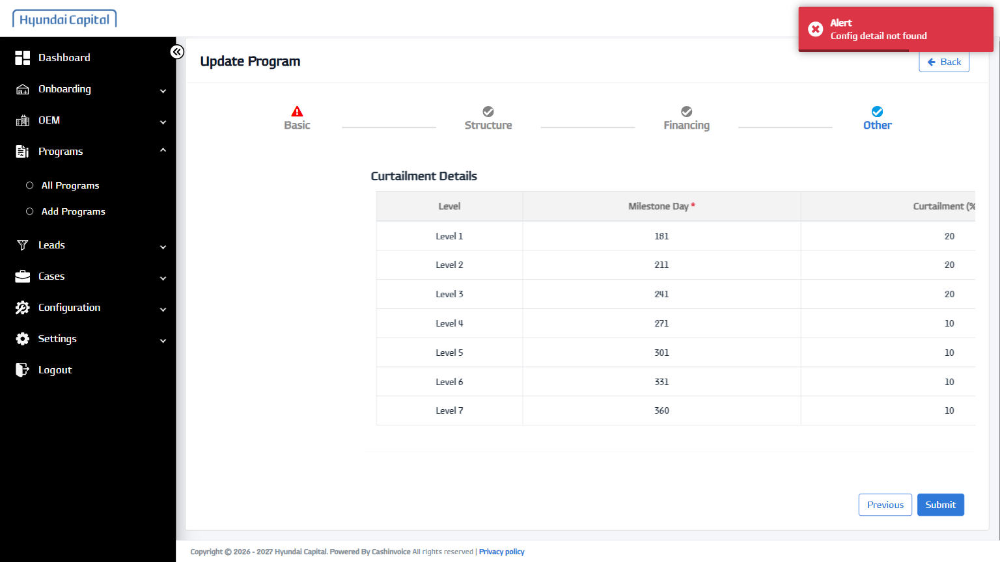 Hyundai Capital
Alert
Config detail not found
Dashboard
Onboarding
OEM
Programs
All Programs
Add Programs
Leads
Cases
Configuration
Settings
Logout
Update Program
Back
Basic
Structure
Financing
Other
Curtailment Details
Level Milestone Day * Curtailment (%
Level 1 181 20
Level 2 211 20
Level 3 241 20
Level 4 271 10
Level 5 301 10
Level 6 331 10
Level 7 360 10
Previous
Submit
Copyright © 2026 - 2027 Hyundai Capital. Powered By Cashinvoice All rights reserved | Privacy policy